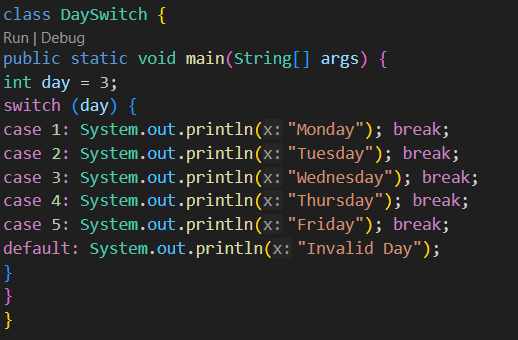 class DaySwitch {
Run | Debug
public static void main(String[] args) {
int day = 3;
switch (day) {
case 1: System.out.println(x:"Monday"); break;
case 2: System.out.println(x:"Tuesday"); break;
case 3: System.out.println(x:"Wednesday"); break;
case 4: System.out.println(x:"Thursday"); break;
case 5: System.out.println(x:"Friday"); break;
default: System.out.println(x:"Invalid Day");
}
}
}